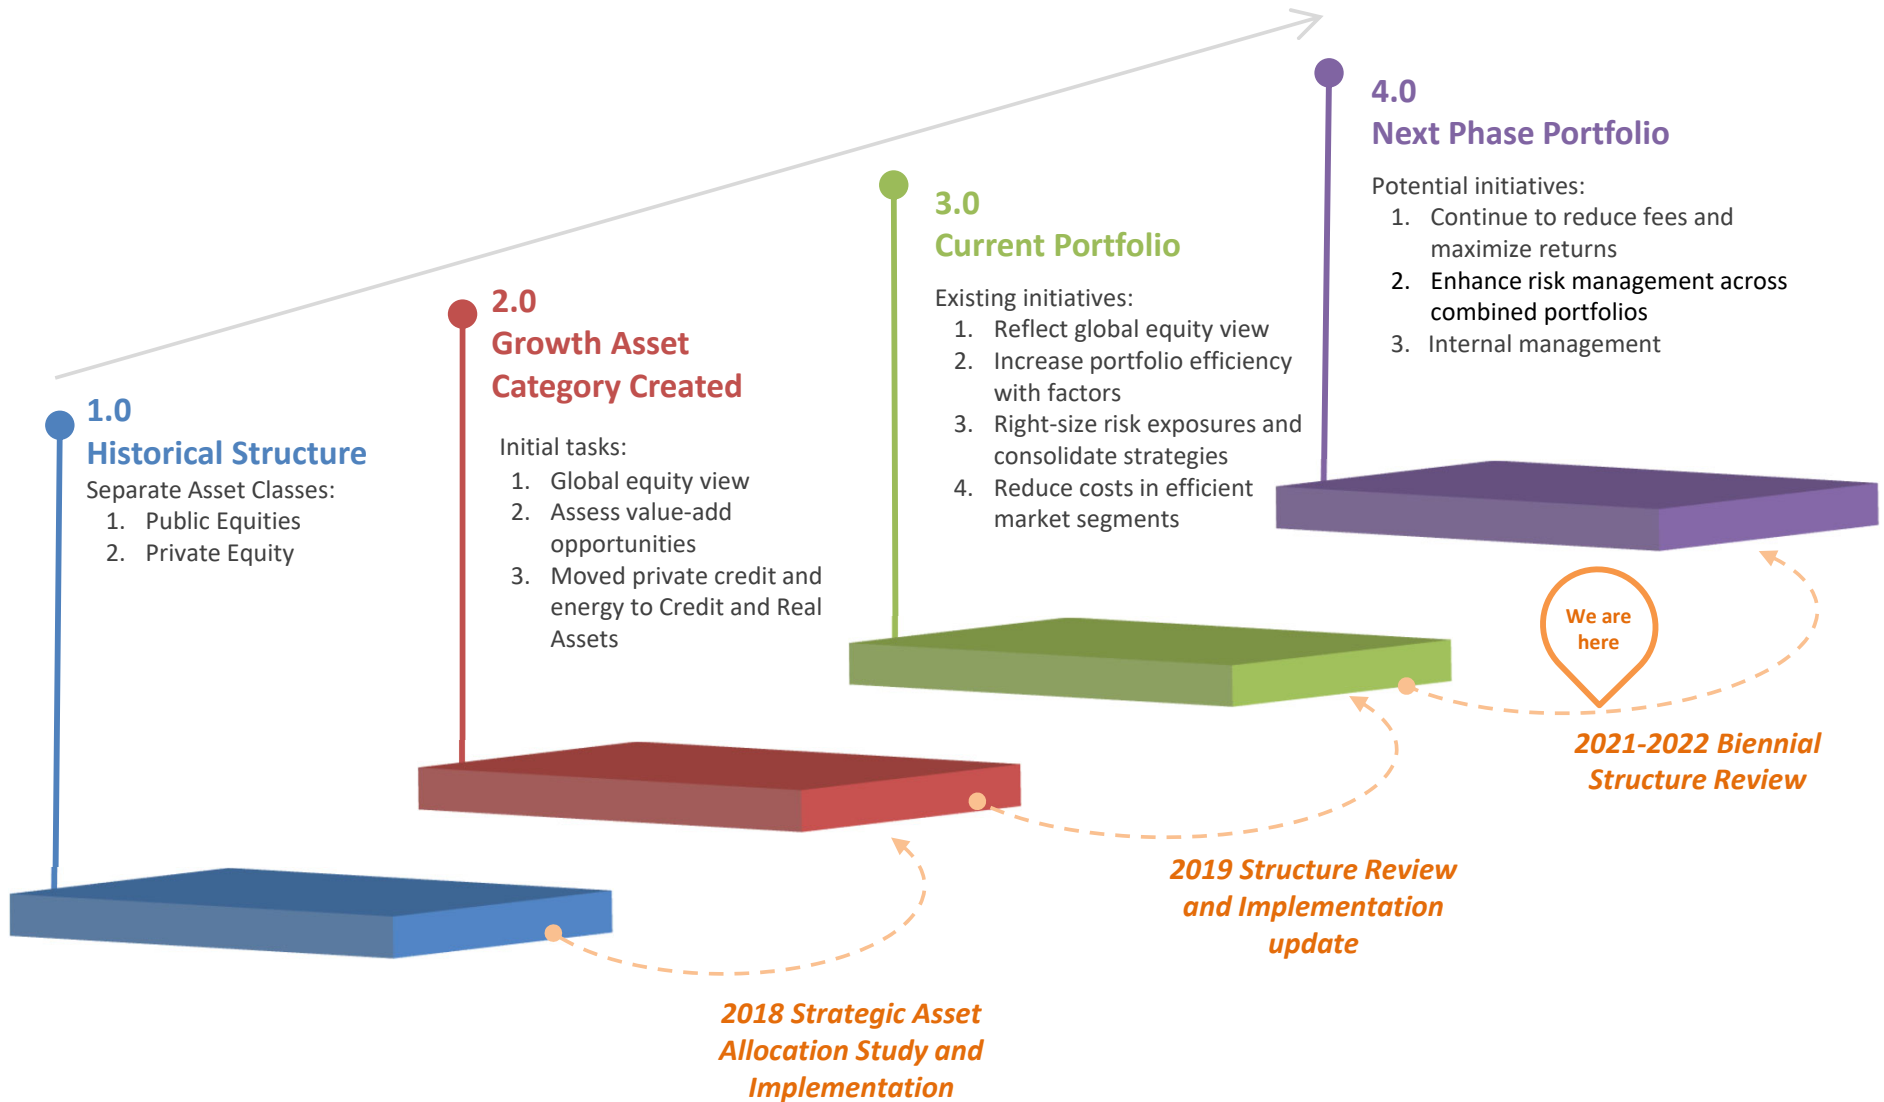 1.0
Historical Structure
Separate Asset Classes:
1. Public Equities
2. Private Equity
2.0
Growth Asset
Category Created
Initial tasks:
1. Global equity view
2. Assess value-add
opportunities
3. Moved private credit and
energy to Credit and Real
Assets
3.0
Current Portfolio
Existing initiatives:
1. Reflect global equity view
2. Increase portfolio efficiency
with factors
3. Right-size risk exposures and
consolidate strategies
4. Reduce costs in efficient
market segments
4.0
Next Phase Portfolio
Potential initiatives:
1. Continue to reduce fees and
maximize returns
2. Enhance risk management across
combined portfolios
3. Internal management
We are
here
2021-2022 Biennial
Structure Review
2019 Structure Review
and Implementation
update
2018 Strategic Asset
Allocation Study and
Implementation